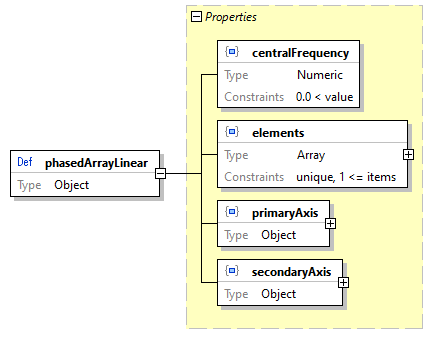 Properties
centralFrequency
Type Numeric
Constraints 0.0 < value
elements
Type Array
Constraints unique, 1 <= items
Def phasedArrayLinear
Type Object
primaryAxis
Type Object
secondaryAxis
Type Object